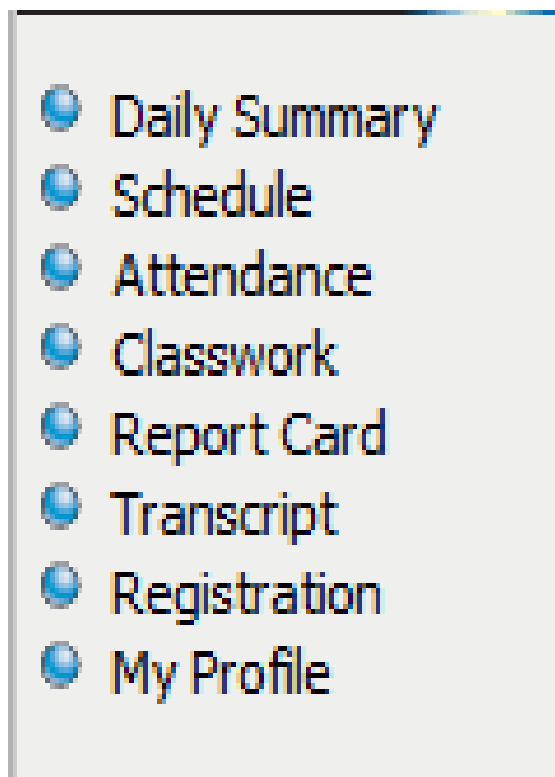 Daily Summary
Schedule
Attendance
Classwork
Report Card
Transcript
Registration
My Profile